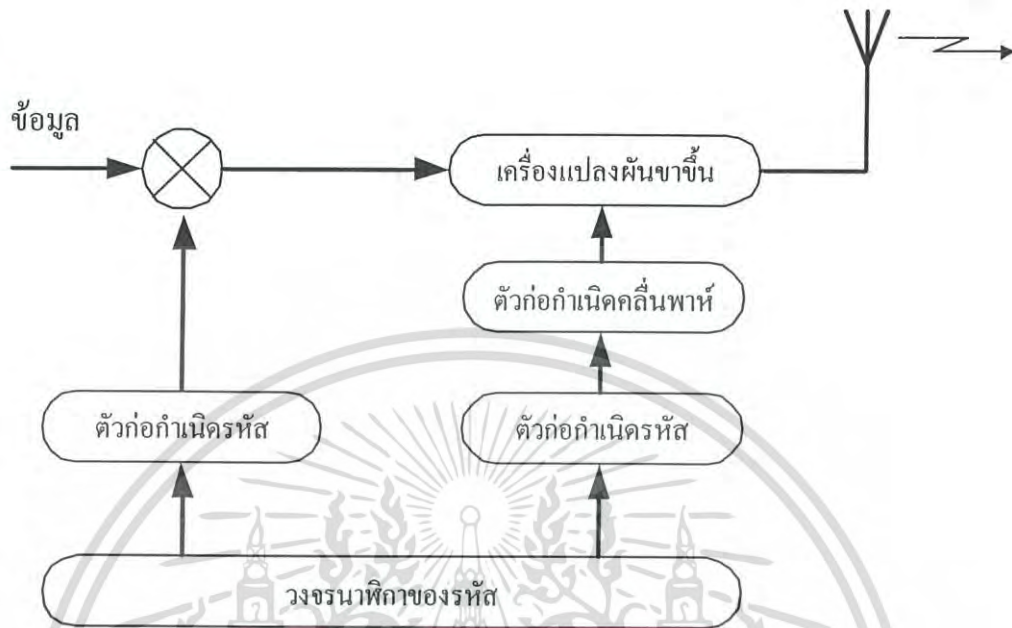 ข้อมูล
เครื่องแปลงผันขาขึ้น
ตัวก่อกำเนิดคลื่นพาห์
ตัวก่อกำเนิดรหัส
ตัวก่อกำเนิดรหัส
วงจรนาฬิกาของรหัส